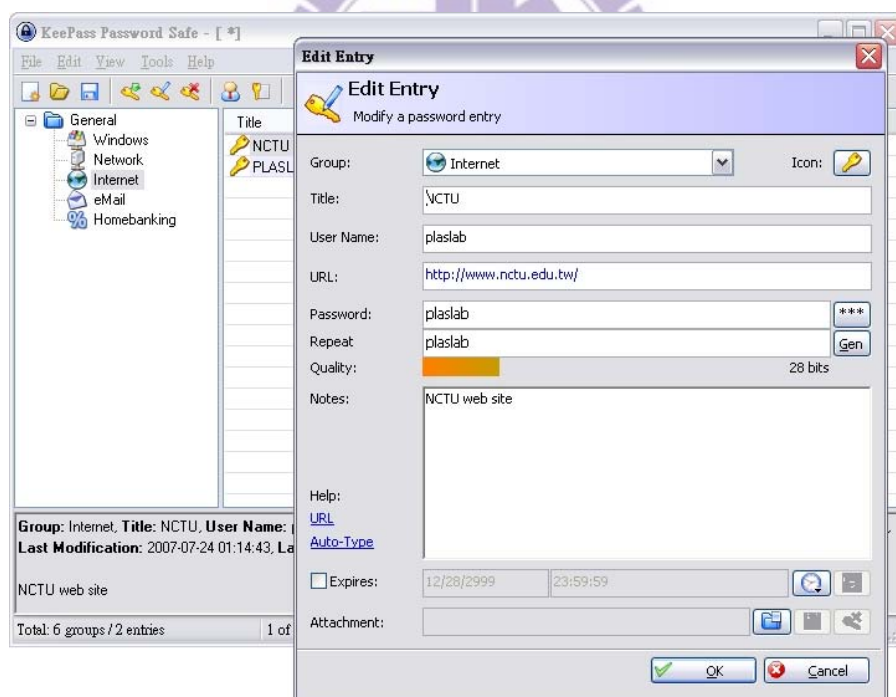 KeePass Password Safe - [ *]
File Edit View Tools Help
General
Windows
Network
Internet
eMail
Homebanking
Title
NCTU
PLASL
Group: Internet, Title: NCTU, User Name:
Last Modification: 2007-07-24 01:14:43, La
NCTU web site
Total: 6 groups / 2 entries
1 of
Edit Entry
Edit Entry
Modify a password entry
Group:
Internet
Icon:
Title:
NCTU
User Name:
plaslab
URL:
http://www.nctu.edu.tw/
Password:
plaslab
***
Repeat
plaslab
Gen
Quality:
28 bits
Notes:
NCTU web site
Help:
URL
Auto-Type
Expires:
12/28/2999
23:59:59
Attachment:
OK
Cancel